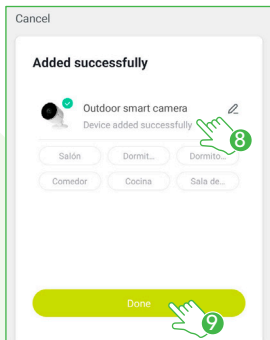 Cancel
Added successfully
Outdoor smart camera
Device added successfully
8
Salón Dormit... Dormito...
Comedor Cocina Sala de...
Done
9